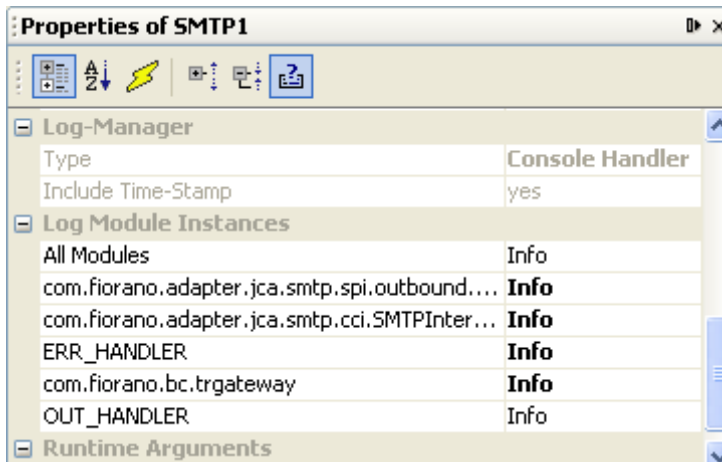 Properties of SMTP1
Log-Manager
Type Console Handler
Include Time-Stamp yes
Log Module Instances
All Modules Info
com.fiorano.adapter.jca.smtp.spi.outbound.... Info
com.fiorano.adapter.jca.smtp.cci.SMTPInter... Info
ERR_HANDLER Info
com.fiorano.bc.trgateway Info
OUT_HANDLER Info
Runtime Arguments